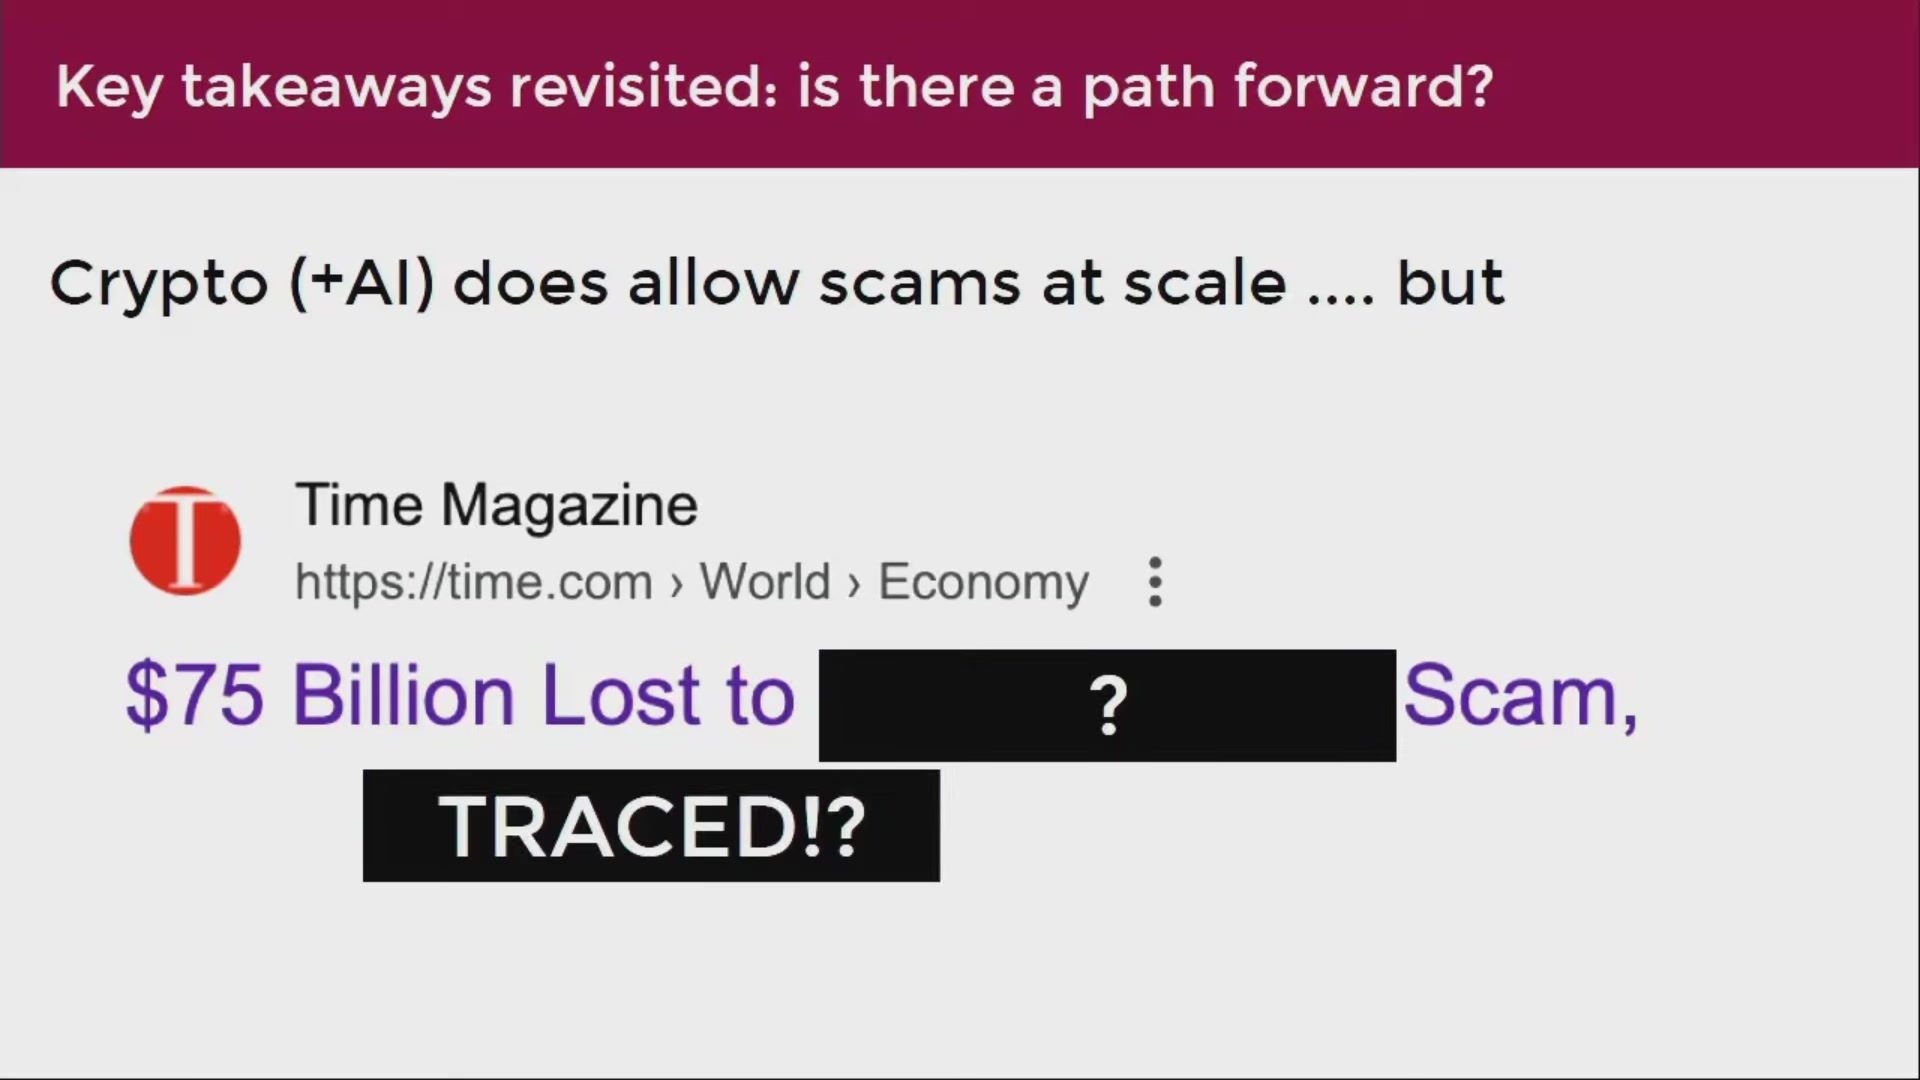 Key takeaways revisited: is there a path forward?
Crypto (+AI) does allow scams at scale .... but
T
Time Magazine
https://time.com › World › Economy
$75 Billion Lost to ? Scam,
TRACED!?